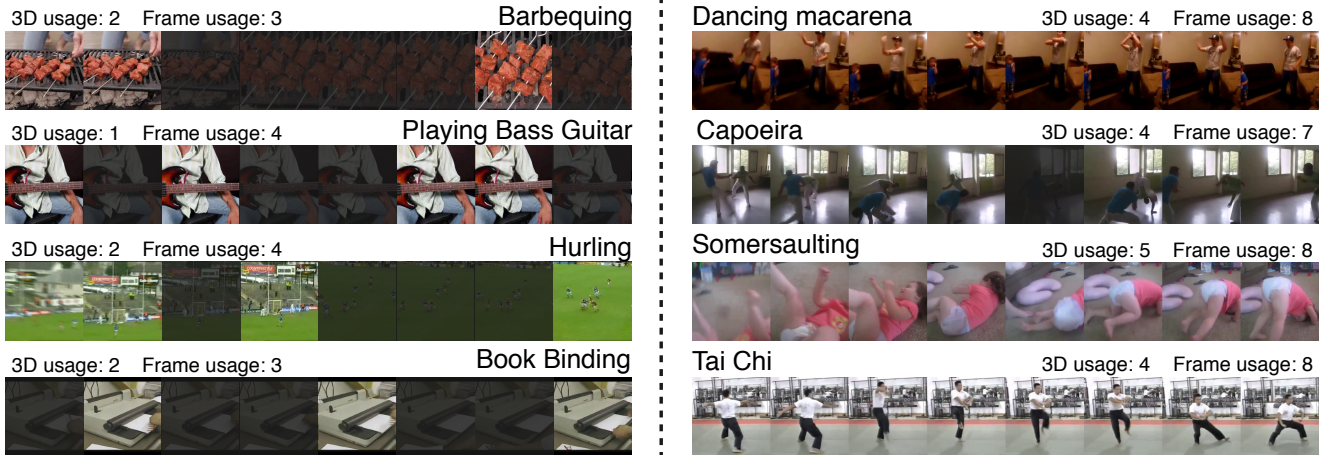 3D usage: 2 Frame usage: 3 Barbequing
3D usage: 1 Frame usage: 4 Playing Bass Guitar
3D usage: 2 Frame usage: 4 Hurling
3D usage: 2 Frame usage: 3 Book Binding
Dancing macarena 3D usage: 4 Frame usage: 8
Capoeira 3D usage: 4 Frame usage: 7
Somersaulting 3D usage: 5 Frame usage: 8
Tai Chi 3D usage: 4 Frame usage: 8